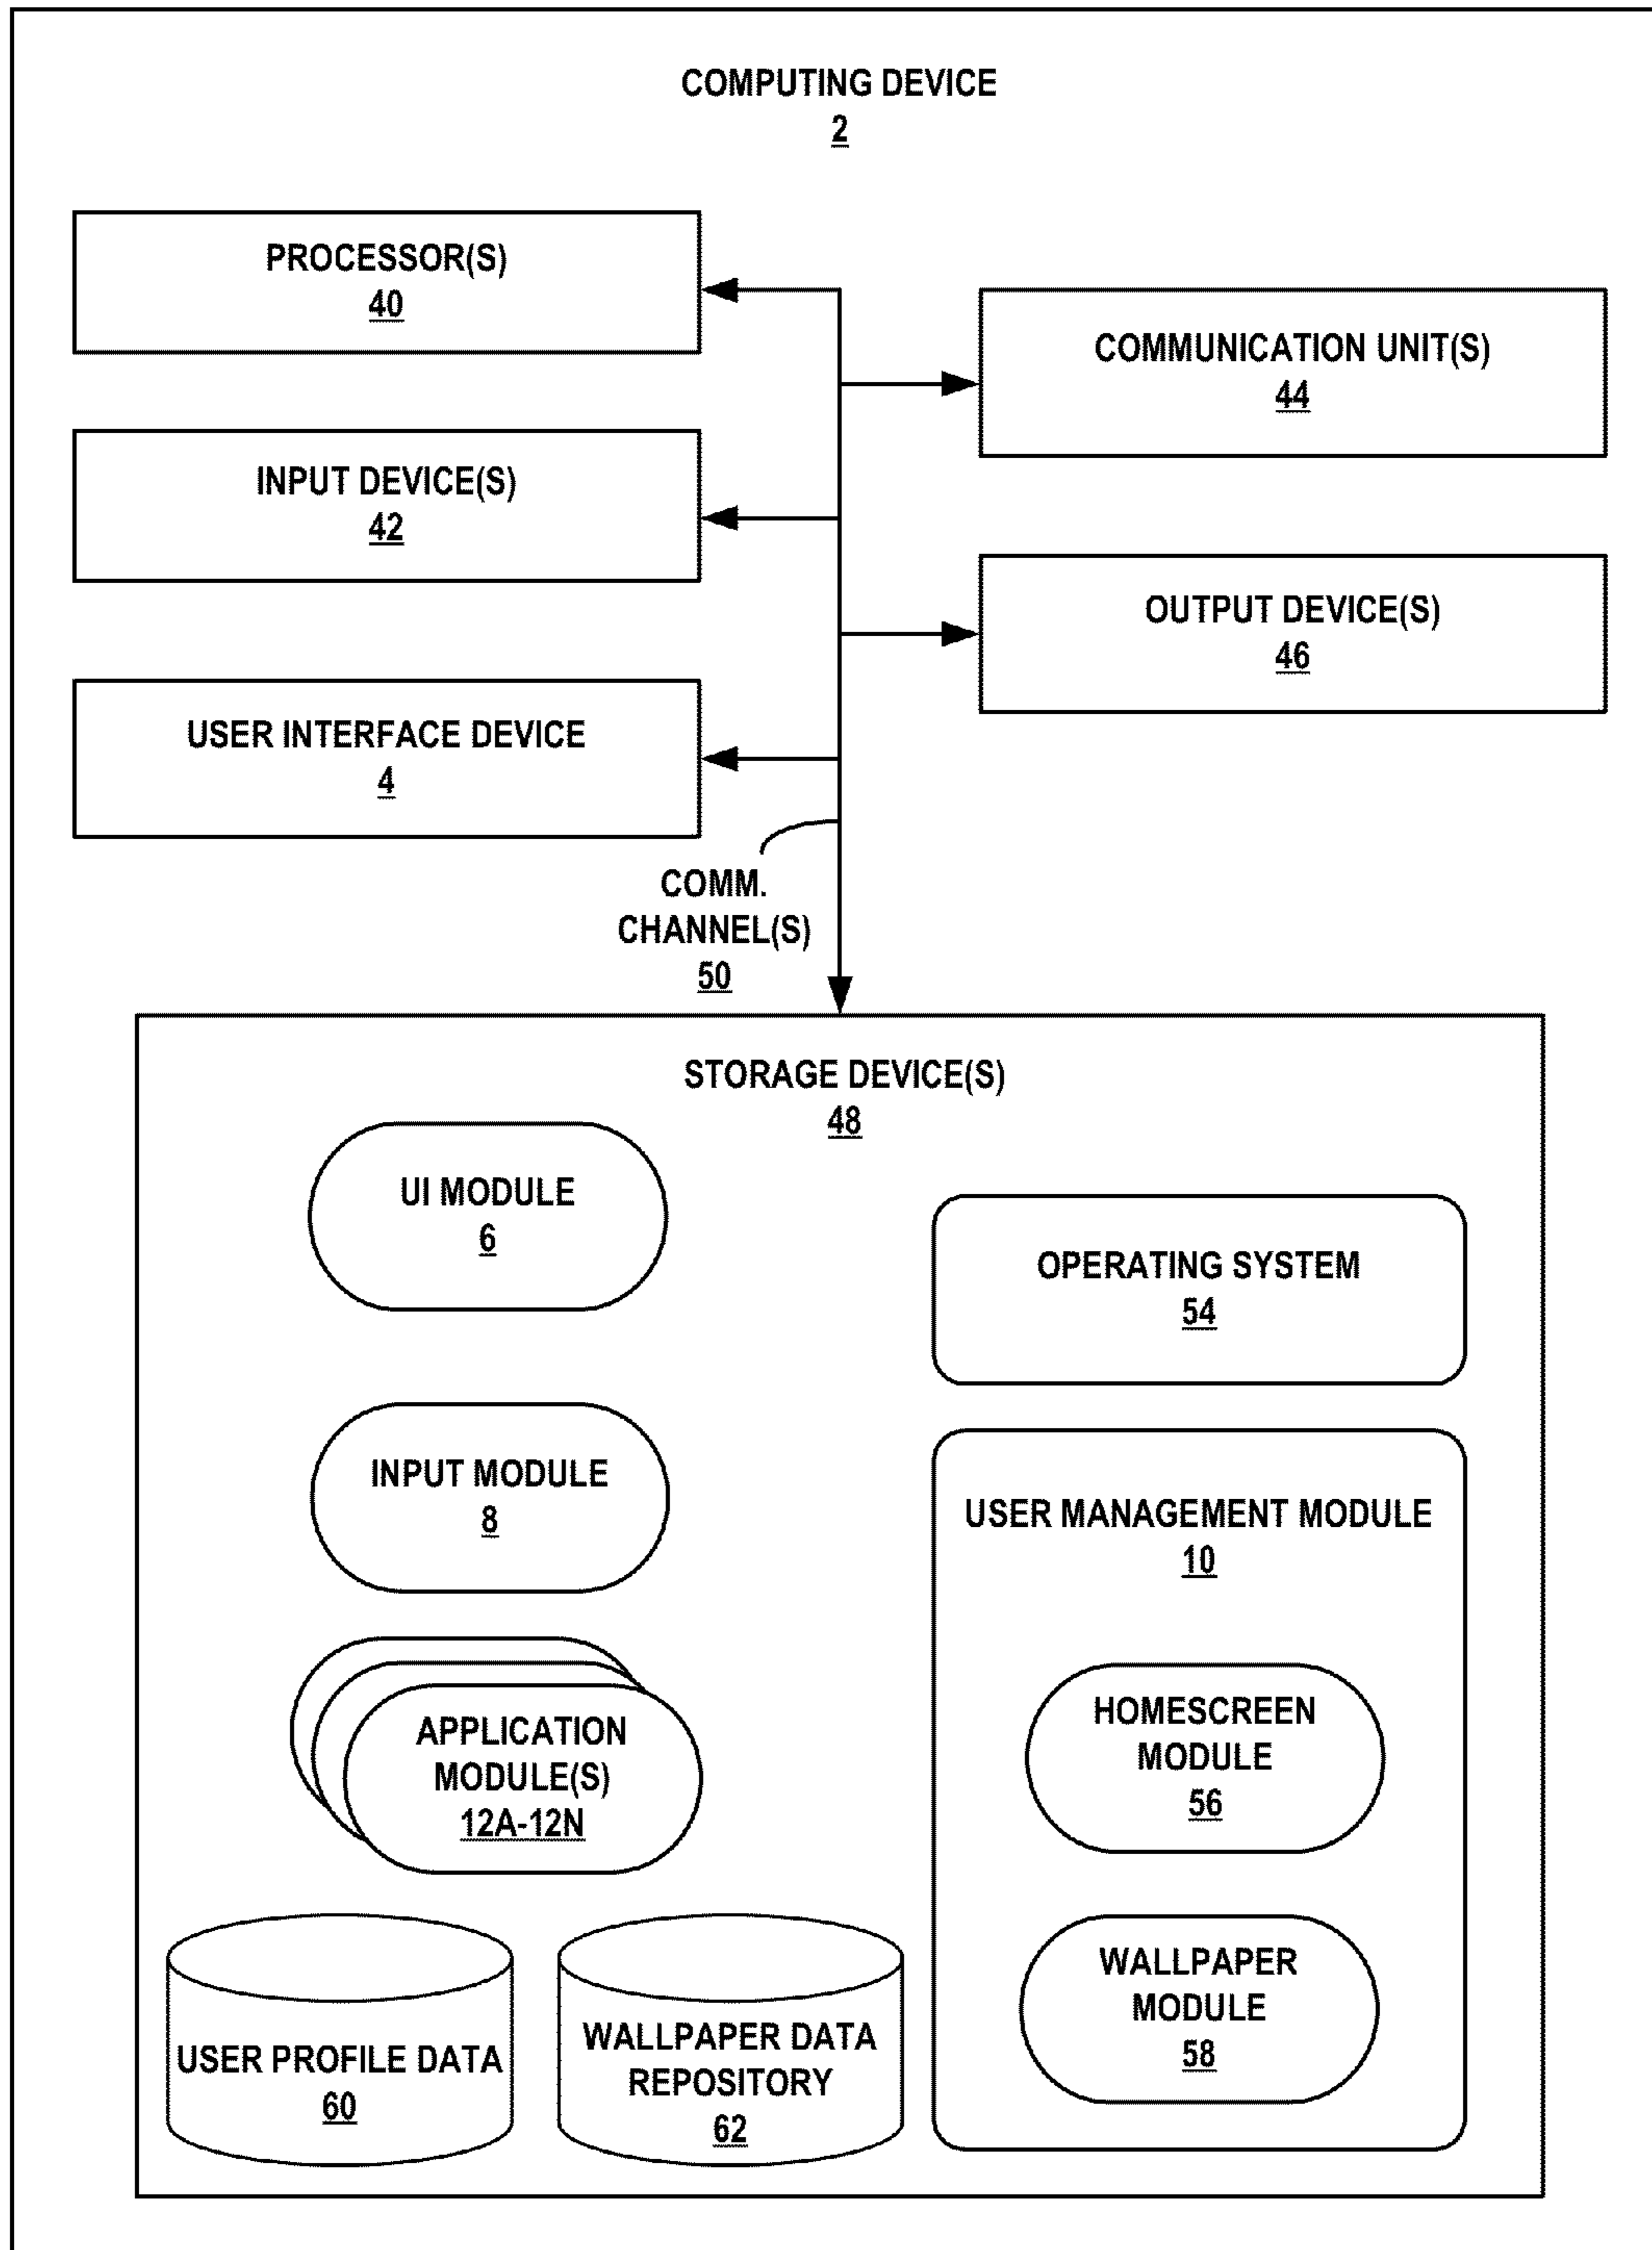 COMPUTING DEVICE
2
PROCESSOR(S)
40
COMMUNICATION UNIT(S)
44
INPUT DEVICE(S)
42
OUTPUT DEVICE(S)
46
USER INTERFACE DEVICE
4
COMM.
CHANNEL(S)
50
STORAGE DEVICE(S)
48
UI MODULE
6
OPERATING SYSTEM
54
INPUT MODULE
8
USER MANAGEMENT MODULE
10
APPLICATION
MODULE(S)
12A-12N
HOMESCREEN
MODULE
56
USER PROFILE DATA
60
WALLPAPER DATA
REPOSITORY
62
WALLPAPER
MODULE
58